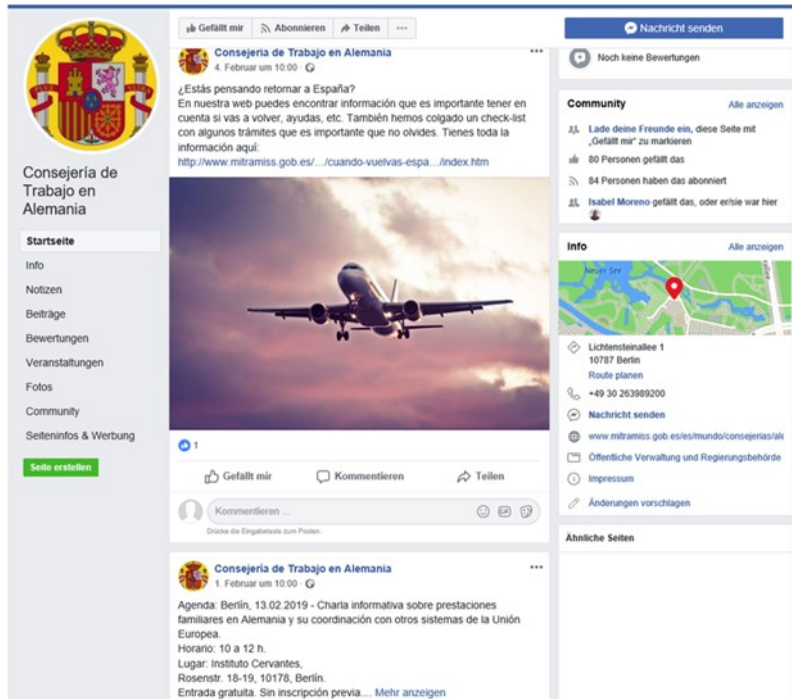 Gefällt mir
Abonnieren
Teilen
Nachricht senden
Consejería de
Trabajo en
Alemania
Startseite
Info
Notizen
Beiträge
Bewertungen
Veranstaltungen
Fotos
Community
Seiteninfos & Werbung
Seite erstellen
Consejería de Trabajo en Alemania
4. Februar um 10:00 ·
¿Estás pensando retornar a España?
En nuestra web puedes encontrar información que es importante tener en
cuenta si vas a volver, ayudas, etc. También hemos colgado un check-list
con algunos trámites que es importante que no olvides. Tienes toda la
información aquí:
http://www.mitramiss.gob.es/.../cuando-vuelvas-espa.../index.htm
1
Gefällt mir
Kommentieren
Teilen
Kommentieren ...
GIF
Drücke die Eingabetaste zum Posten.
Consejería de Trabajo en Alemania
1. Februar um 10:00 ·
Agenda: Berlín, 13.02.2019 - Charla informativa sobre prestaciones
familiares en Alemania y su coordinación con otros sistemas de la Unión
Europea.
Horario: 10 a 12 h.
Lugar: Instituto Cervantes,
Rosenstr. 18-19, 10178, Berlín.
Entrada gratuita. Sin inscripción previa.... Mehr anzeigen
Noch keine Bewertungen
Community
Alle anzeigen
Lade deine Freunde ein, diese Seite mit
„Gefällt mir" zu markieren
80 Personen gefällt das
84 Personen haben das abonniert
Isabel Moreno gefällt das, oder er/sie war hier
Info
Alle anzeigen
Neuer See
Lichtensteinallee 1
10787 Berlin
Route planen
+49 30 263989200
Nachricht senden
www.mitramiss.gob.es/es/mundo/consejerias/ale
Öffentliche Verwaltung und Regierungsbehörde
Impressum
Änderungen vorschlagen
Ähnliche Seiten